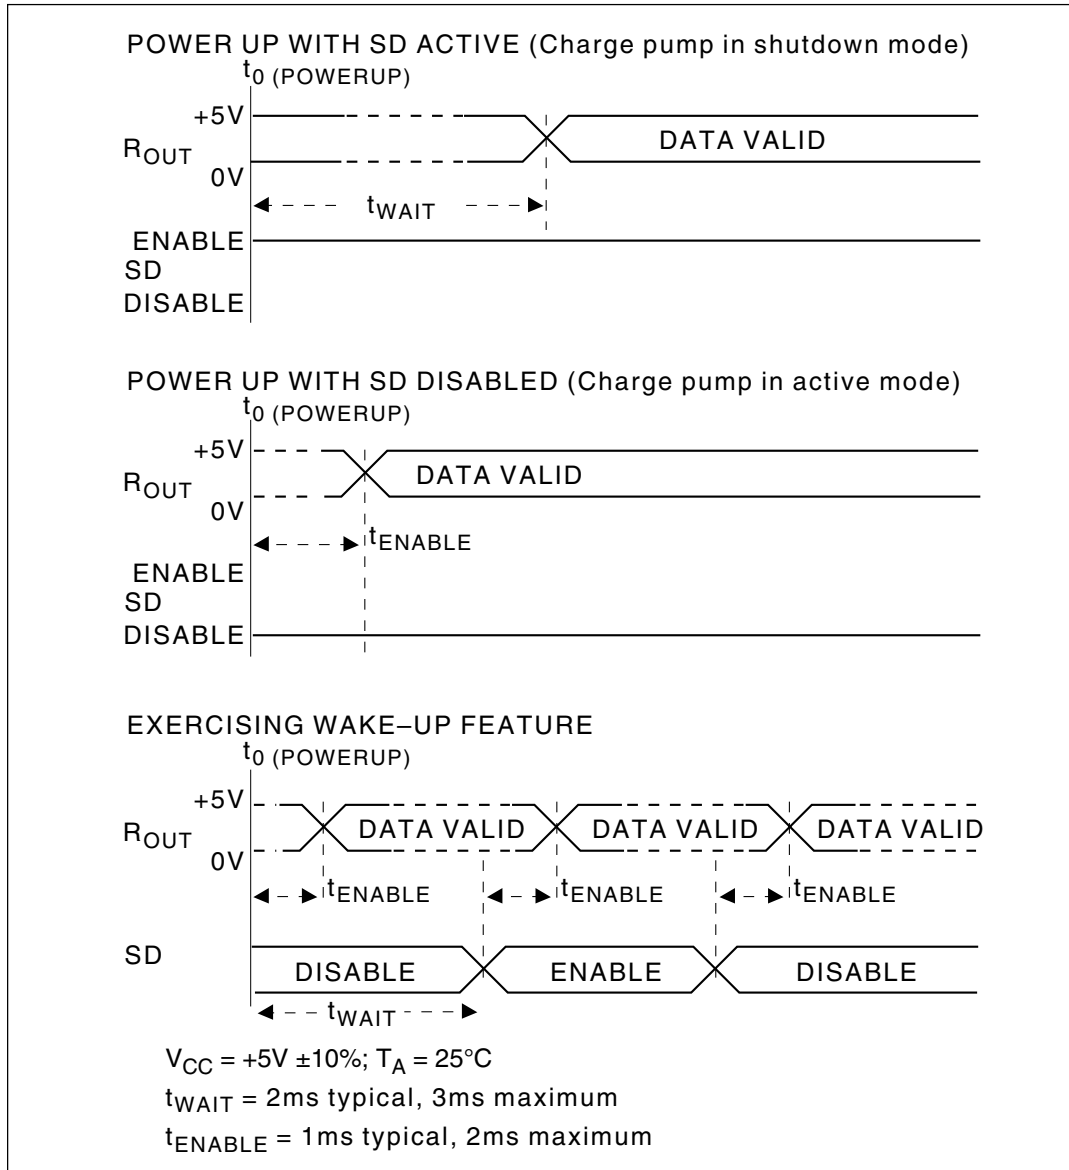 POWER UP WITH SD ACTIVE (Charge pump in shutdown mode)
t0 (POWERUP)
+5V
ROUT
DATA VALID
0V
tWAIT
ENABLE
SD
DISABLE
POWER UP WITH SD DISABLED (Charge pump in active mode)
t0 (POWERUP)
+5V
ROUT
DATA VALID
0V
tENABLE
ENABLE
SD
DISABLE
EXERCISING WAKE–UP FEATURE
t0 (POWERUP)
+5V
ROUT
DATA VALID DATA VALID DATA VALID
0V
tENABLE tENABLE tENABLE
SD
DISABLE ENABLE DISABLE
tWAIT
VCC = +5V ±10%; TA = 25°C
tWAIT = 2ms typical, 3ms maximum
tENABLE = 1ms typical, 2ms maximum